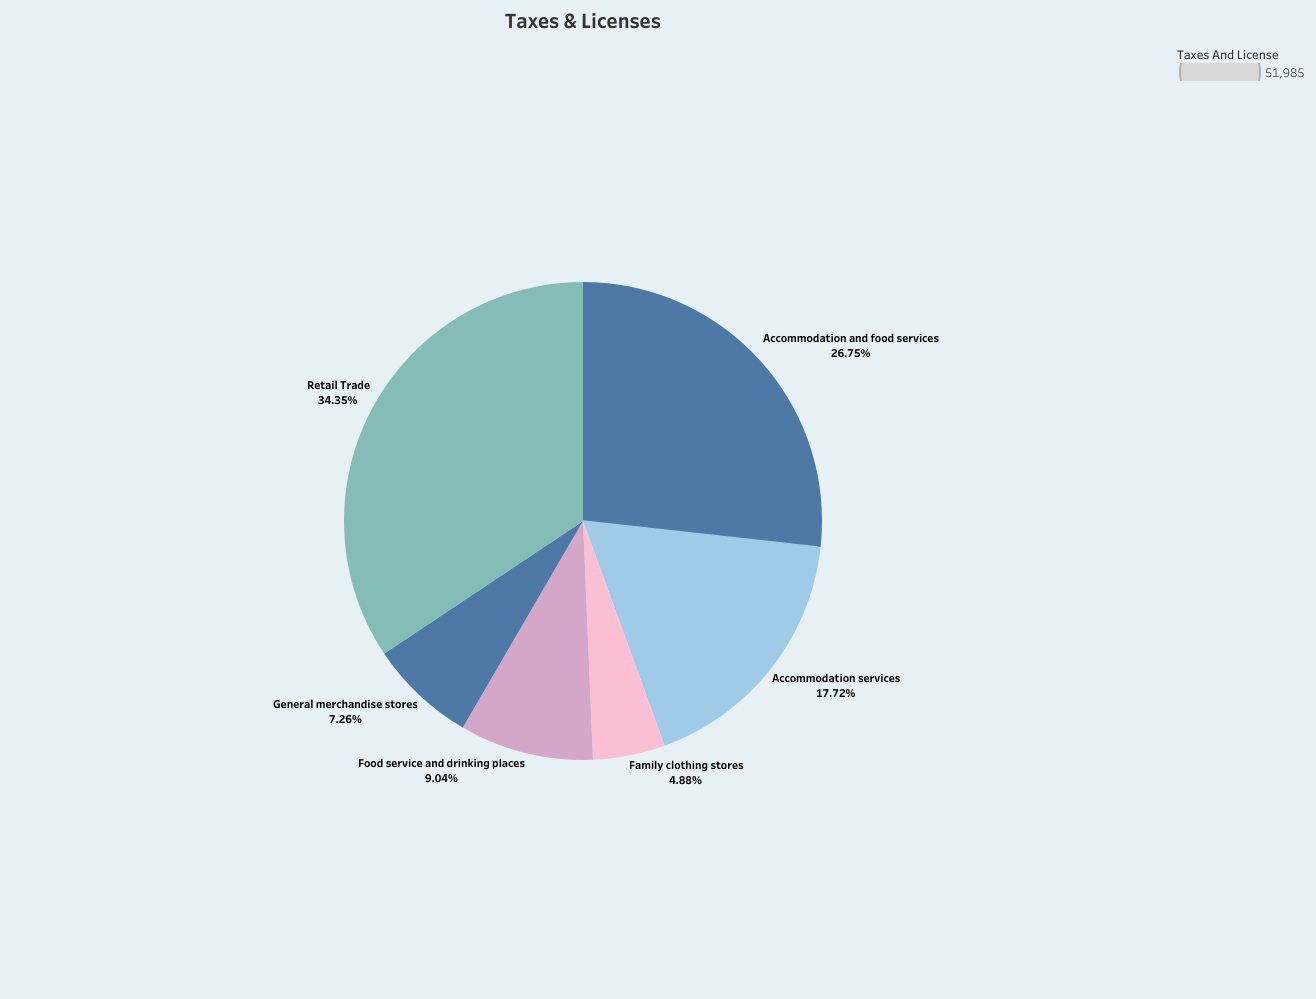 Taxes & Licenses
Taxes And License
51,985
Accommodation and food services
26.75%
Retail Trade
34.35%
Accommodation services
17.72%
General merchandise stores
7.26%
Food service and drinking places
9.04%
Family clothing stores
4.88%